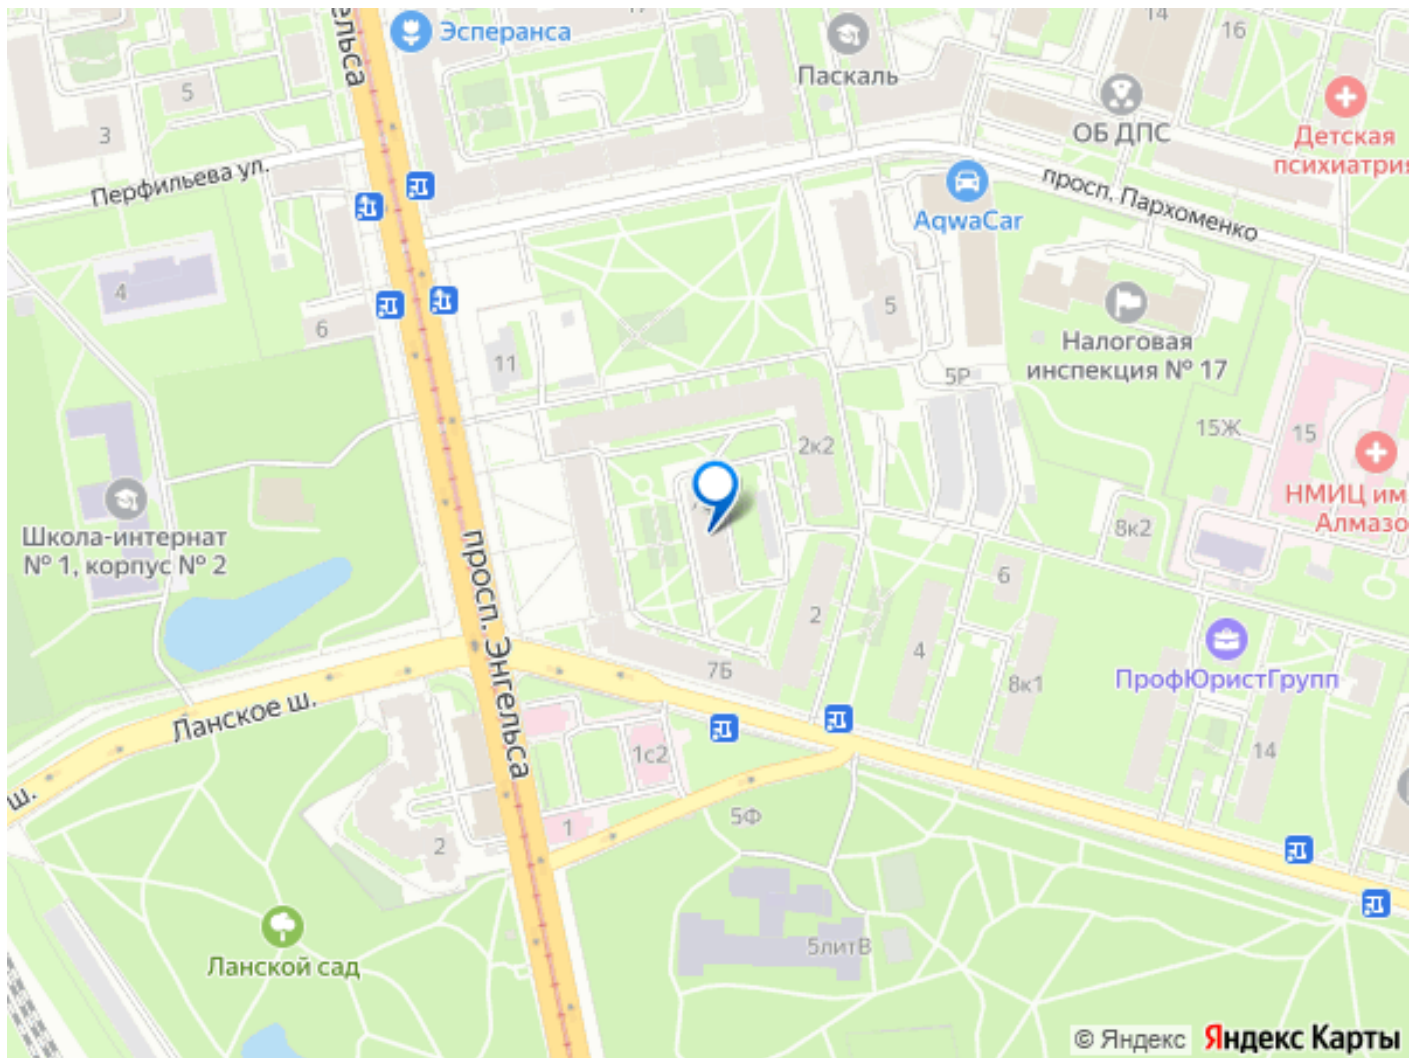 ельса
Эсперанса
14
16
Паскаль
5
3
ОБ ДПС
Детская
психиатрия
Перфильева ул.
просп. Пархоменко
AqwaCar
4
6
11
5
Налоговая
инспекция № 17
5Р
2к2
15Ж
15
НМИЦ им
Алмазо
Школа-интернат
№ 1, корпус № 2
8к2
просп. Энгельса
6
2
4
7Б
8к1
ПрофЮристГрупп
Ланское ш.
1с2
14
ш.
5Ф
1
2
5литВ
Ланской сад
© Яндекс Яндекс Карты